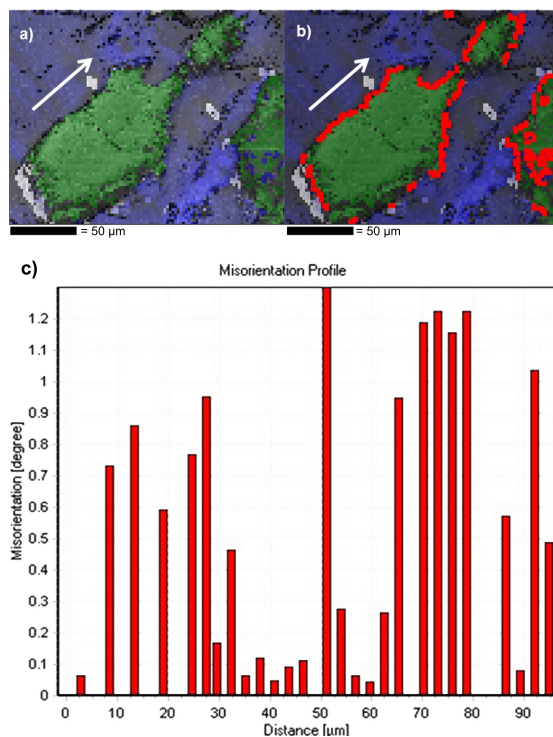 a)
b)
= 50 µm
= 50 µm
c)
Misorientation Profile
Misorientation [degree]
1.2
1.1
1
0.9
0.8
0.7
0.6
0.5
0.4
0.3
0.2
0.1
0
0 10 20 30 40 50 60 70 80 90
Distance [µm]